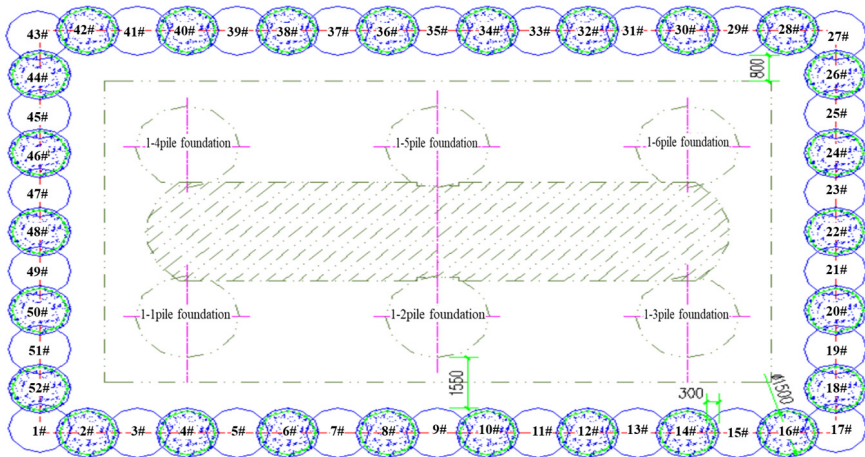 43# 42# 41# 40# 39# 38# 37# 36# 35# 34# 33# 32# 31# 30# 29# 28# 27#
44# 26#
800
45# 25#
1-4pile foundation 1-5pile foundation 1-6pile foundation
46# 24#
47# 23#
48# 22#
49# 21#
50# 20#
1-1pile foundation 1-2pile foundation 1-3pile foundation
51# 19#
52# 18#
1550
300
ø1500
1# 2# 3# 4# 5# 6# 7# 8# 9# 10# 11# 12# 13# 14# 15# 16# 17#